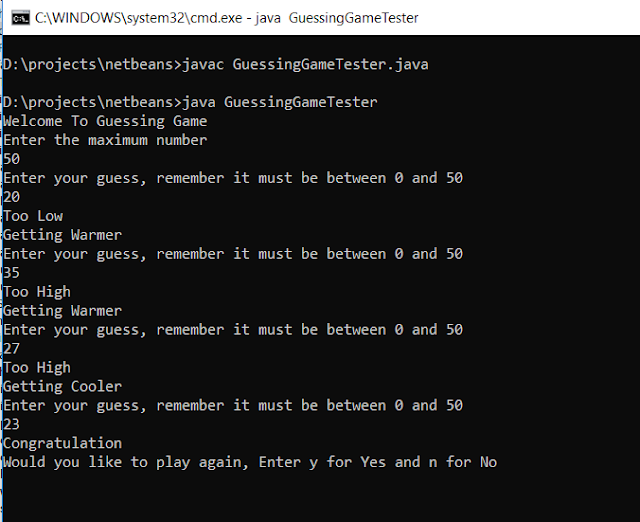 C:\WINDOWS\system32\cmd.exe - java  GuessingGameTester
D:\projects\netbeans>javac GuessingGameTester.java
D:\projects\netbeans>java GuessingGameTester
Welcome To Guessing Game
Enter the maximum number
50
Enter your guess, remember it must be between 0 and 50
20
Too Low
Getting Warmer
Enter your guess, remember it must be between 0 and 50
35
Too High
Getting Warmer
Enter your guess, remember it must be between 0 and 50
27
Too High
Getting Cooler
Enter your guess, remember it must be between 0 and 50
23
Congratulation
Would you like to play again, Enter y for Yes and n for No